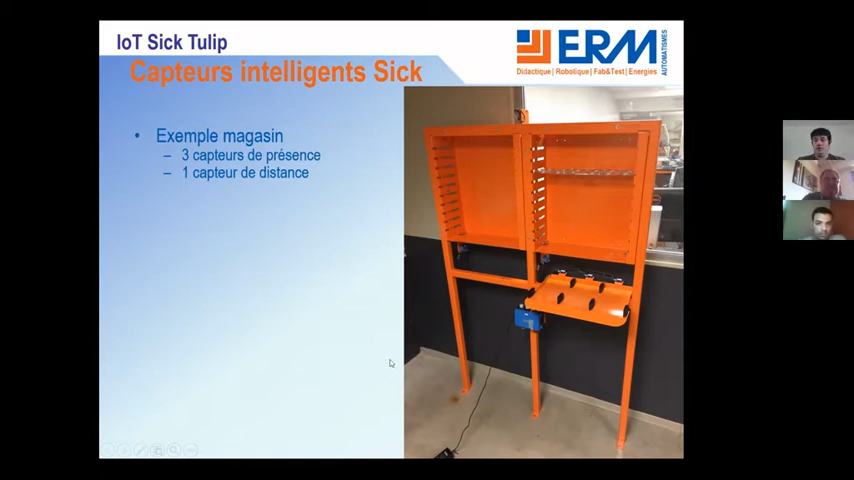 IoT Sick Tulip
Capteurs intelligents Sick
ERM
AUTOMATISMES
Didactique | Robotique | Fab&Test | Energies
• Exemple magasin
– 3 capteurs de présence
– 1 capteur de distance